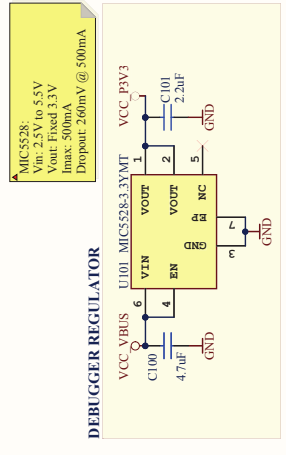 DEBUGGER REGULATOR
VCC_VBUS
VCC_P3V3
U101 MIC5528-3.3YMT
6
VIN
VOUT
1
4
EN
VOUT
2
NC
5
GND
EP
3
7
C100
4.7uF
GND
C101
2.2uF
GND
GND
MIC5528:
Vin: 2.5V to 5.5V
Vout: Fixed 3.3V
Imax: 500mA
Dropout: 260mV @ 500mA